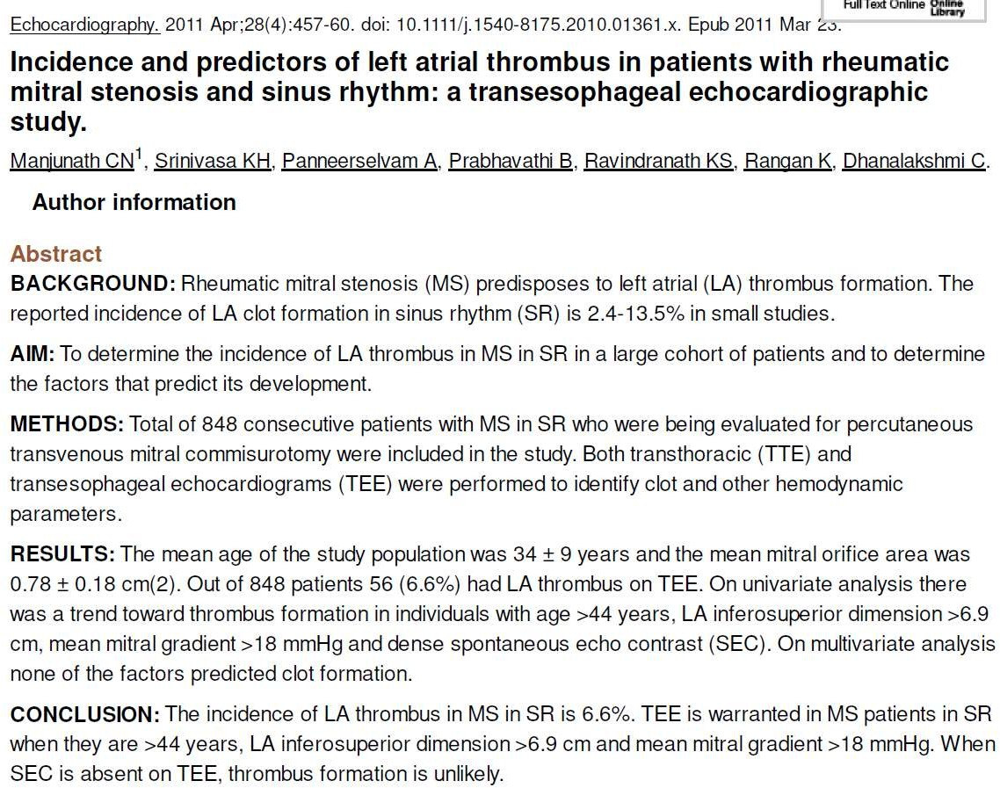 Full Text Online Online
Library
Echocardiography. 2011 Apr;28(4):457-60. doi: 10.1111/j.1540-8175.2010.01361.x. Epub 2011 Mar 23.
Incidence and predictors of left atrial thrombus in patients with rheumatic
mitral stenosis and sinus rhythm: a transesophageal echocardiographic
study.
Manjunath CN1, Srinivasa KH, Panneerselvam A, Prabhavathi B, Ravindranath KS, Rangan K, Dhanalakshmi C.
Author information
Abstract
BACKGROUND: Rheumatic mitral stenosis (MS) predisposes to left atrial (LA) thrombus formation. The
reported incidence of LA clot formation in sinus rhythm (SR) is 2.4-13.5% in small studies.
AIM: To determine the incidence of LA thrombus in MS in SR in a large cohort of patients and to determine
the factors that predict its development.
METHODS: Total of 848 consecutive patients with MS in SR who were being evaluated for percutaneous
transvenous mitral commisurotomy were included in the study. Both transthoracic (TTE) and
transesophageal echocardiograms (TEE) were performed to identify clot and other hemodynamic
parameters.
RESULTS: The mean age of the study population was 34 ± 9 years and the mean mitral orifice area was
0.78 ± 0.18 cm(2). Out of 848 patients 56 (6.6%) had LA thrombus on TEE. On univariate analysis there
was a trend toward thrombus formation in individuals with age >44 years, LA inferosuperior dimension >6.9
cm, mean mitral gradient >18 mmHg and dense spontaneous echo contrast (SEC). On multivariate analysis
none of the factors predicted clot formation.
CONCLUSION: The incidence of LA thrombus in MS in SR is 6.6%. TEE is warranted in MS patients in SR
when they are >44 years, LA inferosuperior dimension >6.9 cm and mean mitral gradient >18 mmHg. When
SEC is absent on TEE, thrombus formation is unlikely.